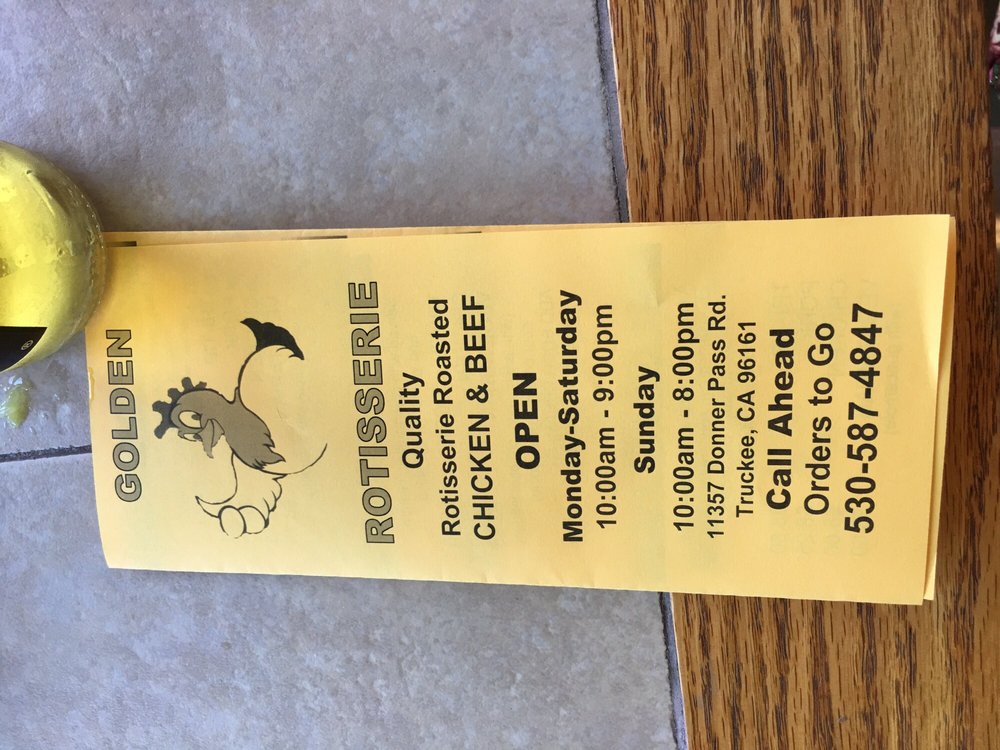 GOLDEN
ROTISSERIE
Quality
Rotisserie Roasted
CHICKEN & BEEF
OPEN
Monday-Saturday
10:00am - 9:00pm
Sunday
10:00am - 8:00pm
11357 Donner Pass Rd.
Truckee, CA 96161
Call Ahead
Orders to Go
530-587-4847
®